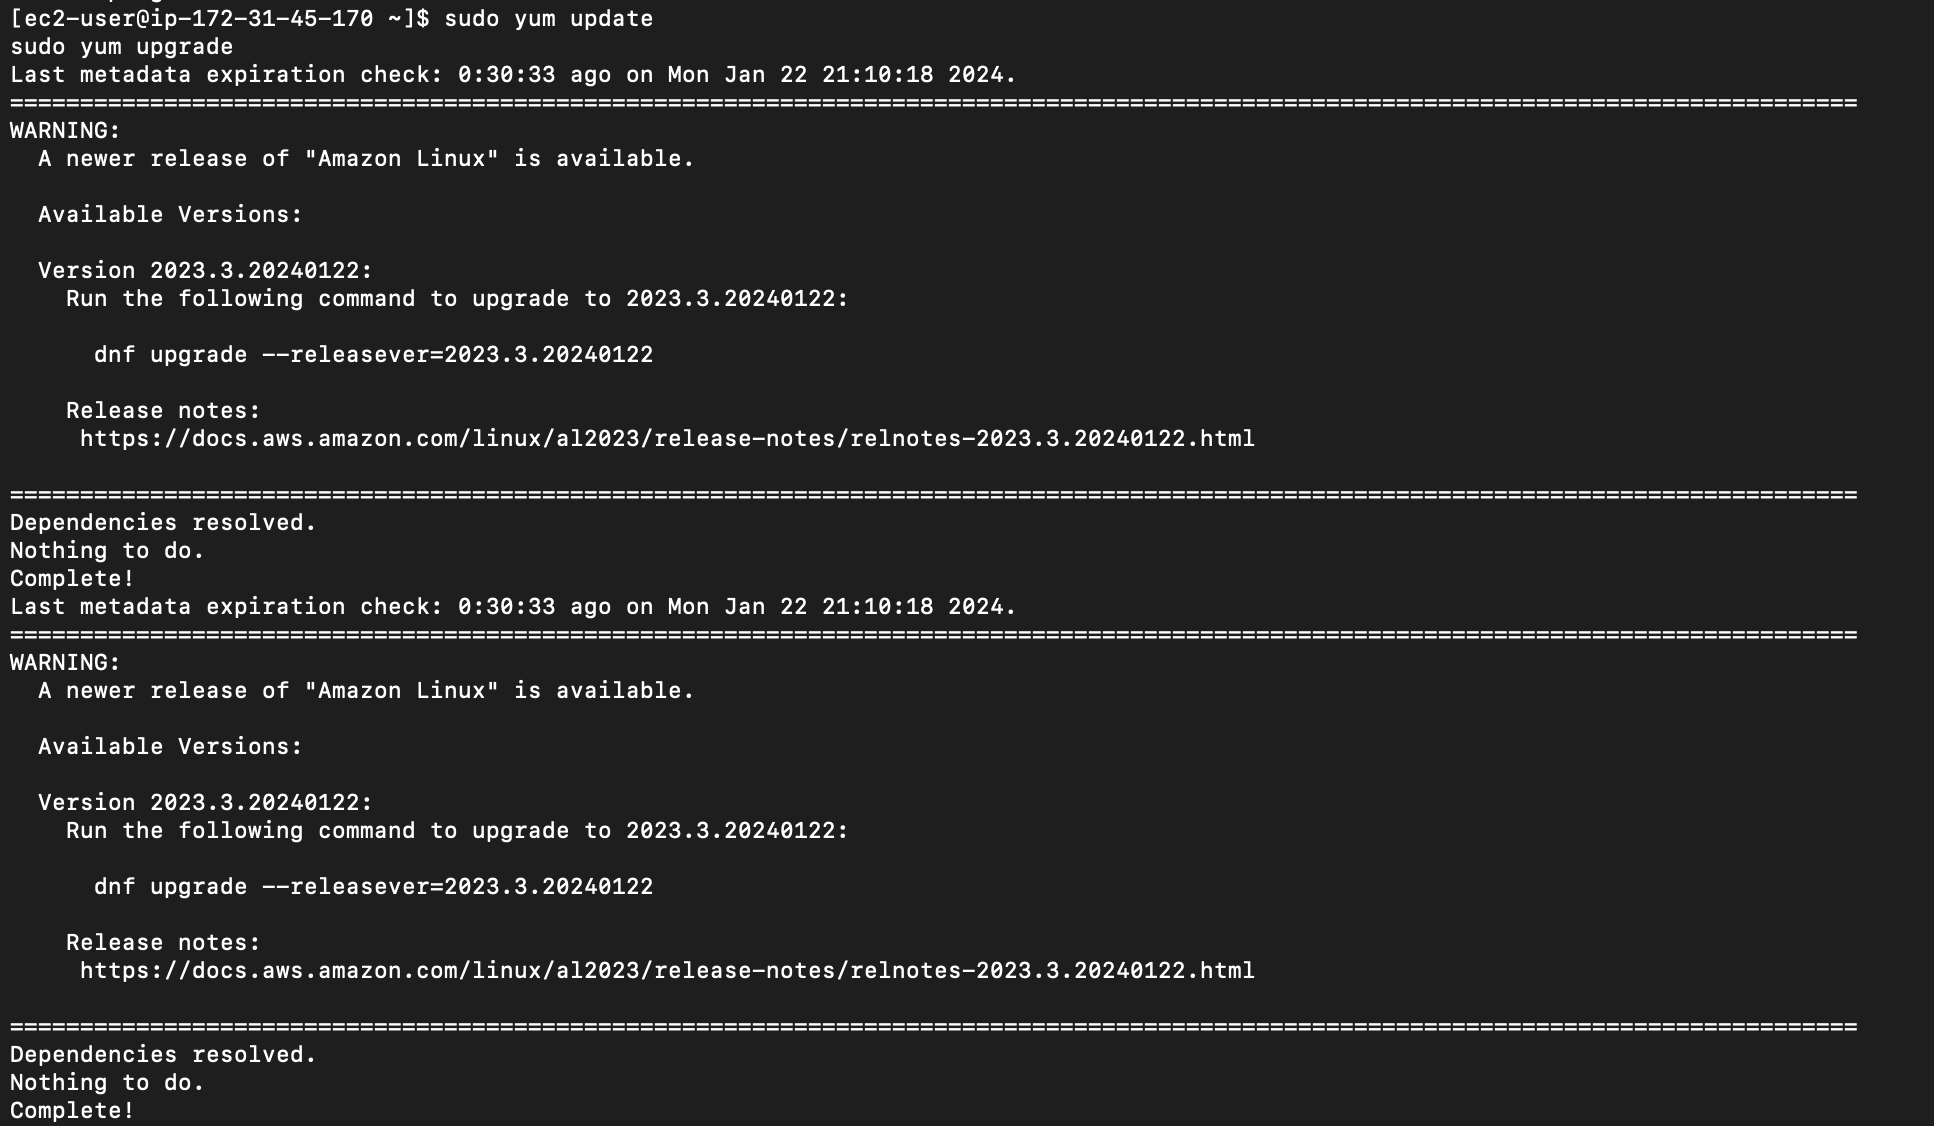 [ec2-user@ip-172-31-45-170 ~]$ sudo yum update
sudo yum upgrade
Last metadata expiration check: 0:30:33 ago on Mon Jan 22 21:10:18 2024.
====================================================================================================================================
WARNING:
  A newer release of "Amazon Linux" is available.

  Available Versions:

  Version 2023.3.20240122:
    Run the following command to upgrade to 2023.3.20240122:

      dnf upgrade --releasever=2023.3.20240122

    Release notes:
     https://docs.aws.amazon.com/linux/al2023/release-notes/relnotes-2023.3.20240122.html

====================================================================================================================================
Dependencies resolved.
Nothing to do.
Complete!
Last metadata expiration check: 0:30:33 ago on Mon Jan 22 21:10:18 2024.
====================================================================================================================================
WARNING:
  A newer release of "Amazon Linux" is available.

  Available Versions:

  Version 2023.3.20240122:
    Run the following command to upgrade to 2023.3.20240122:

      dnf upgrade --releasever=2023.3.20240122

    Release notes:
     https://docs.aws.amazon.com/linux/al2023/release-notes/relnotes-2023.3.20240122.html

====================================================================================================================================
Dependencies resolved.
Nothing to do.
Complete!